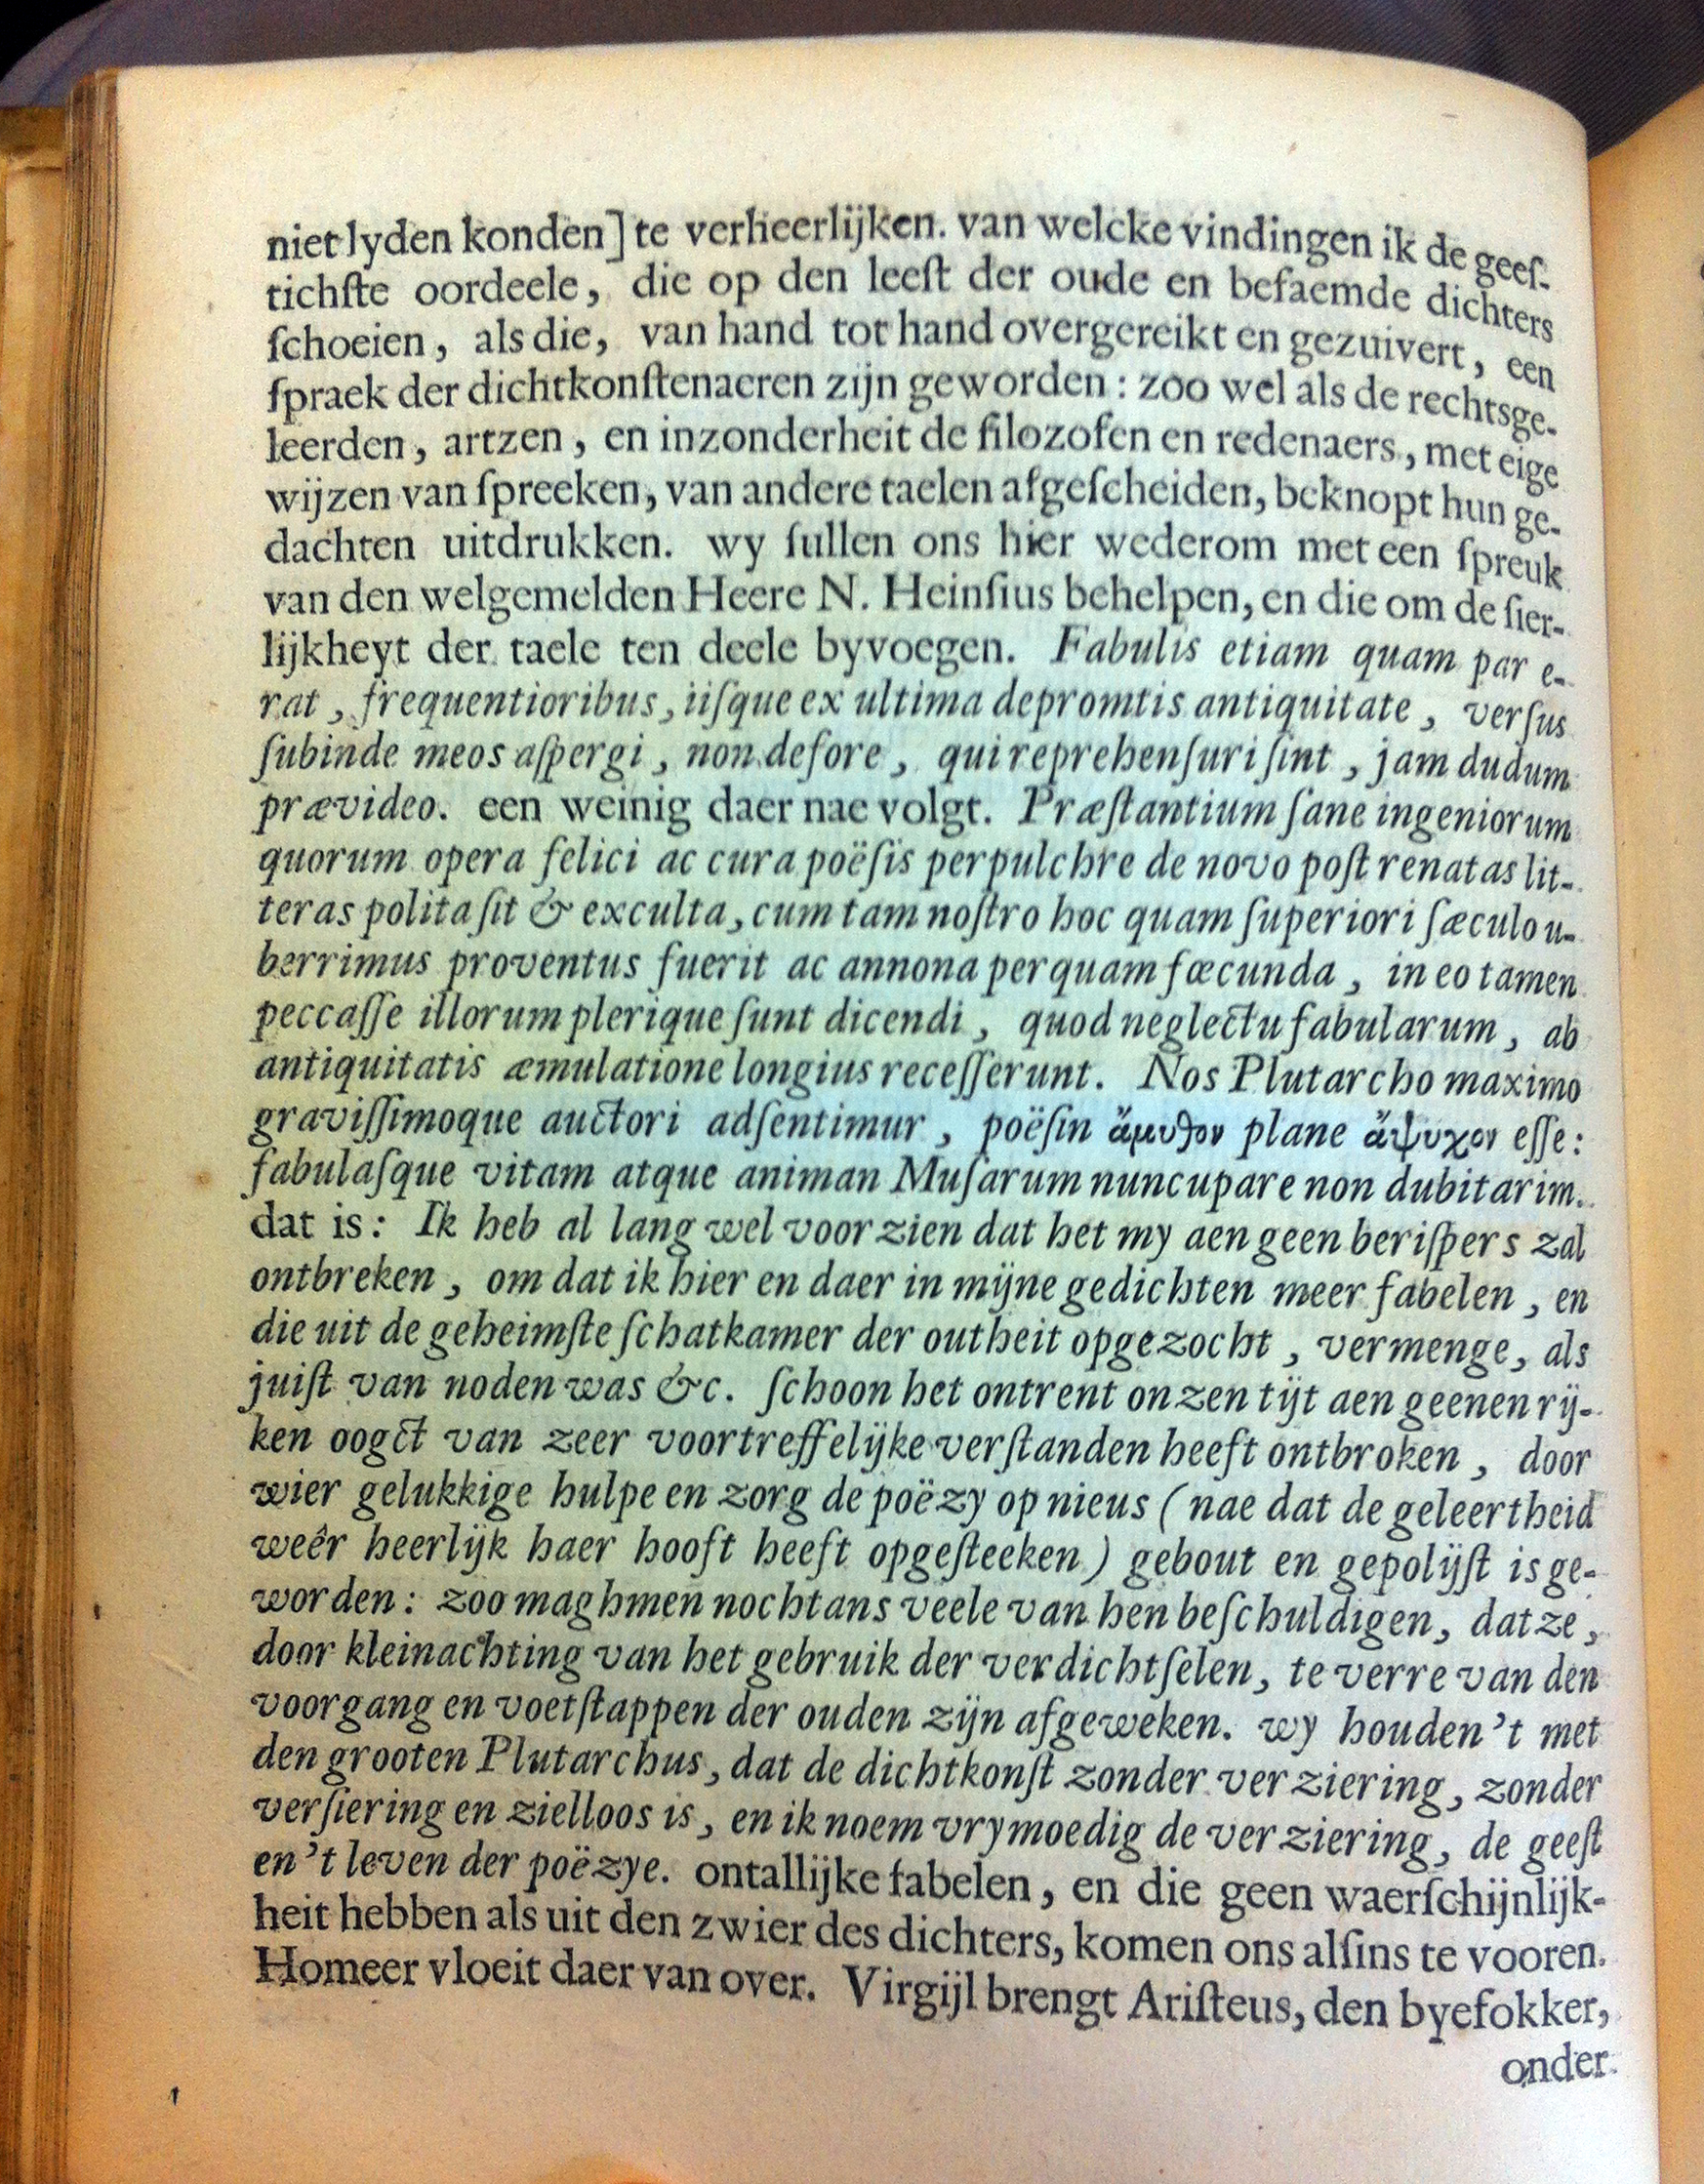 niet lyden konden] te verheerlijken. van welcke vindingen ik de geeſ-
tichſte oordeele, die op den leeſt der oude en befaemde dichters
ſchoeien, als die, van hand tot hand overgereikt en gezuivert, een
ſpraek der dichtkonſtenaeren zijn geworden: zoo wel als de rechtsge-
leerden, artzen, en inzonderheit de filozofen en redenaers, met eige
wijzen van ſpreeken, van andere taelen afgeſcheiden, beknopt hun ge-
dachten uitdrukken. wy ſullen ons hier wederom met een ſpreuk
van den welgemelden Heere N. Heinſius behelpen, en die om de ſier-
lijkheyt der taele ten deele byvoegen. Fabulis etiam quam par e-
rat, frequentioribus, iiſque ex ultima depromtis antiquitate, verſus
ſubinde meos aſpergi, non defore, qui reprehenſuri ſint, jam dudum
prævideo. een weinig daer nae volgt. Præſtantium ſane ingeniorum
quorum opera felici ac cura poëſis perpulchre de novo poſt renatas lit-
teras polita ſit & exculta, cum tam noſtro hoc quam ſuperiori ſæculo u-
berrimus proventus fuerit ac annona perquam fœcunda, in eo tamen
peccaſſe illorum plerique ſunt dicendi, quod neglectu fabularum, ab
antiquitatis æmulatione longius receſſerunt. Nos Plutarcho maximo
graviſſimoque auctori adſentimur, poëſin ἄμυθον plane ἄψυχον eſſe:
fabulaſque vitam atque animan Muſarum nuncupare non dubitarim.
dat is: Ik heb al lang wel voorzien dat het my aen geen beriſpers zal
ontbreken, om dat ik hier en daer in mijne gedichten meer fabelen, en
die uit de geheimſte ſchatkamer der outheit opgezocht, vermenge, als
juiſt van noden was &c. ſchoon het ontrent onzen tijt aen geenen rij-
ken oogct van zeer voortreffelijke verſtanden heeft ontbroken, door
wier gelukkige hulpe en zorg de poëzy op nieus (nae dat de geleertheid
weêr heerlijk haer hooft heeft opgeſteeken) gebout en gepolijſt is ge-
worden: zoo maghmen nochtans veele van hen beſchuldigen, datze,
door kleinachting van het gebruik der verdichtſelen, te verre van den
voorgang en voetſtappen der ouden zijn afgeweken. wy houden't met
den grooten Plutarchus, dat de dichtkonſt zonder verziering, zonder
verſiering en zielloos is, en ik noem vrymoedig de verziering, de geeſt
en't leven der poëzye. ontallijke fabelen, en die geen waerſchijnlijk-
heit hebben als uit den zwier des dichters, komen ons alſins te vooren.
Homeer vloeit daer van over. Virgijl brengt Ariſteus, den byefokker,
onder